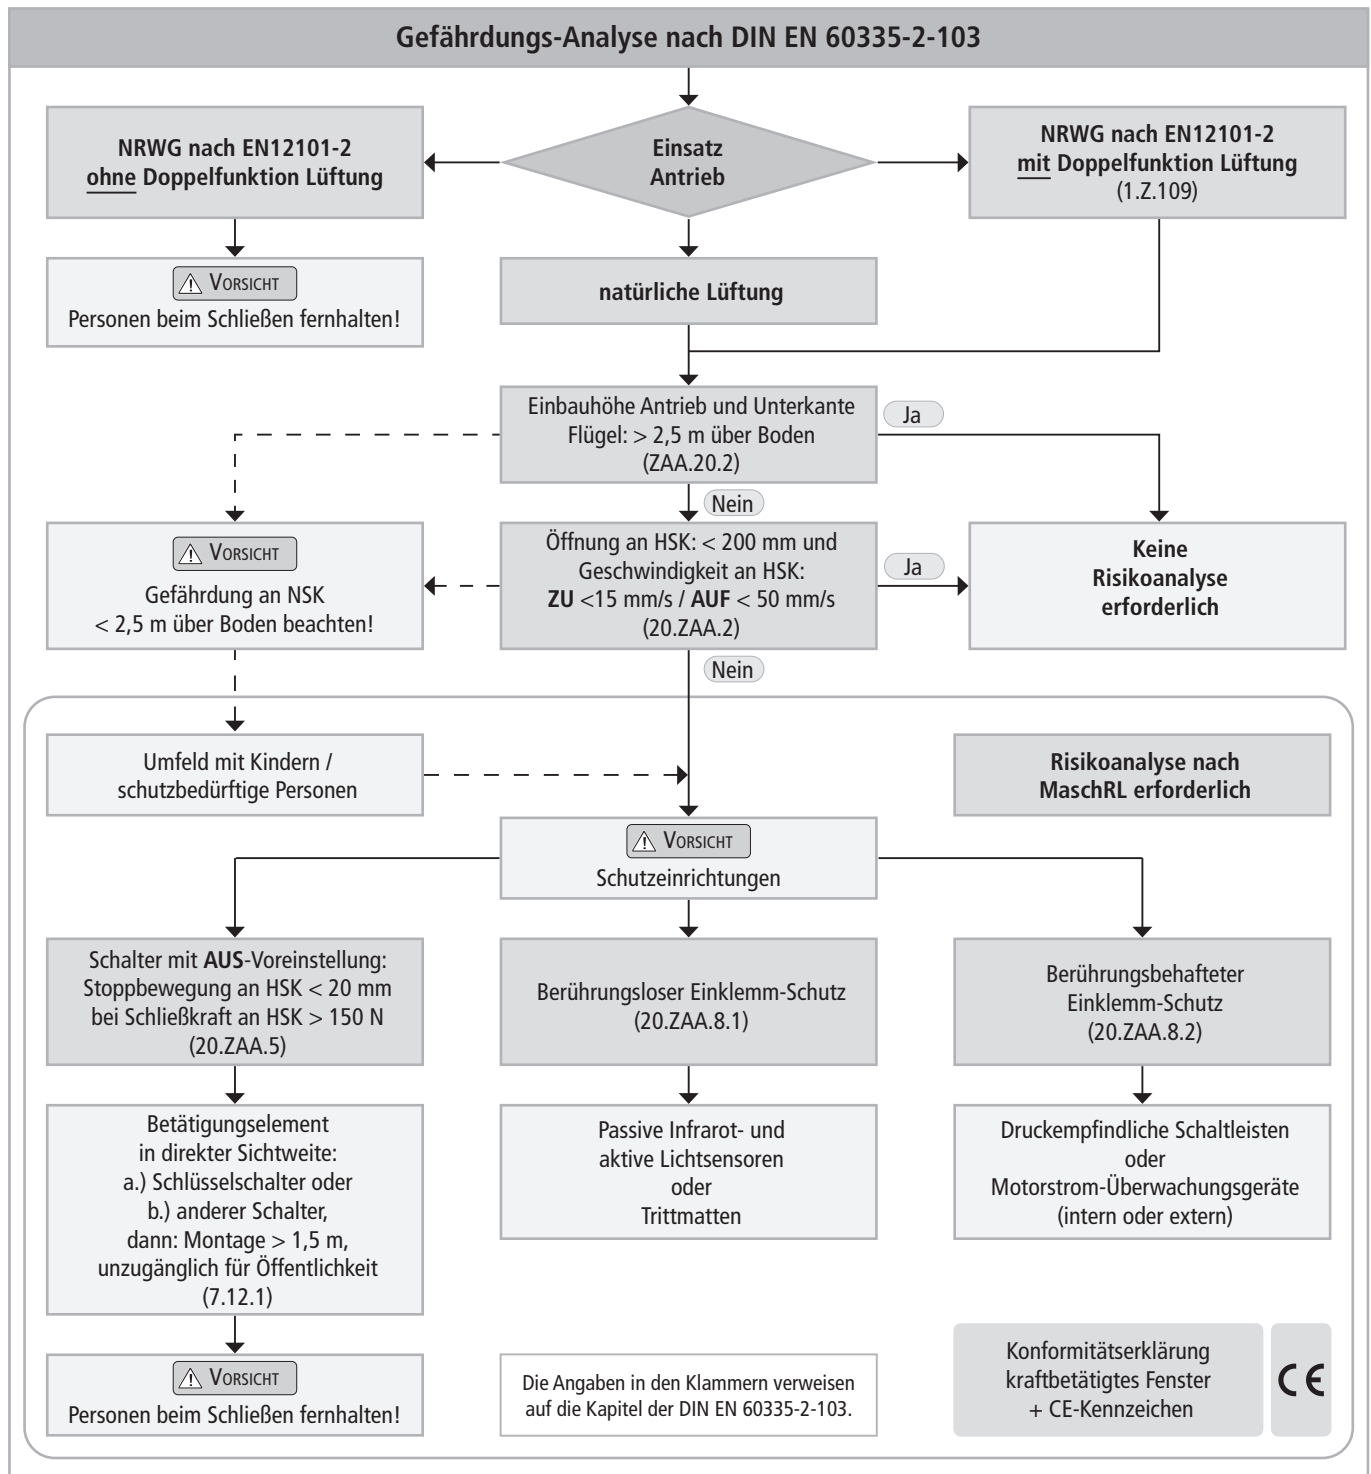 Gefährdungs-Analyse nach DIN EN 60335-2-103
NRWG nach EN12101-2
ohne Doppelfunktion Lüftung
Einsatz
Antrieb
NRWG nach EN12101-2
mit Doppelfunktion Lüftung
(1.Z.109)
VORSICHT
Personen beim Schließen fernhalten!
natürliche Lüftung
Einbauhöhe Antrieb und Unterkante
Flügel: > 2,5 m über Boden
(ZAA.20.2)
Ja
Nein
VORSICHT
Gefährdung an NSK
< 2,5 m über Boden beachten!
Öffnung an HSK: < 200 mm und
Geschwindigkeit an HSK:
ZU <15 mm/s / AUF < 50 mm/s
(20.ZAA.2)
Ja
Keine
Risikoanalyse
erforderlich
Nein
Umfeld mit Kindern /
schutzbedürftige Personen
Risikoanalyse nach
MaschRL erforderlich
VORSICHT
Schutzeinrichtungen
Schalter mit AUS-Voreinstellung:
Stoppbewegung an HSK < 20 mm
bei Schließkraft an HSK > 150 N
(20.ZAA.5)
Berührungsloser Einklemm-Schutz
(20.ZAA.8.1)
Berührungsbehafteter
Einklemm-Schutz
(20.ZAA.8.2)
Betätigungselement
in direkter Sichtweite:
a.) Schlüsselschalter oder
b.) anderer Schalter,
dann: Montage > 1,5 m,
unzugänglich für Öffentlichkeit
(7.12.1)
Passive Infrarot- und
aktive Lichtsensoren
oder
Trittmatten
Druckempfindliche Schaltleisten
oder
Motorstrom-Überwachungsgeräte
(intern oder extern)
VORSICHT
Personen beim Schließen fernhalten!
Die Angaben in den Klammern verweisen
auf die Kapitel der DIN EN 60335-2-103.
Konformitätserklärung
kraftbetätigtes Fenster
+ CE-Kennzeichen
CE